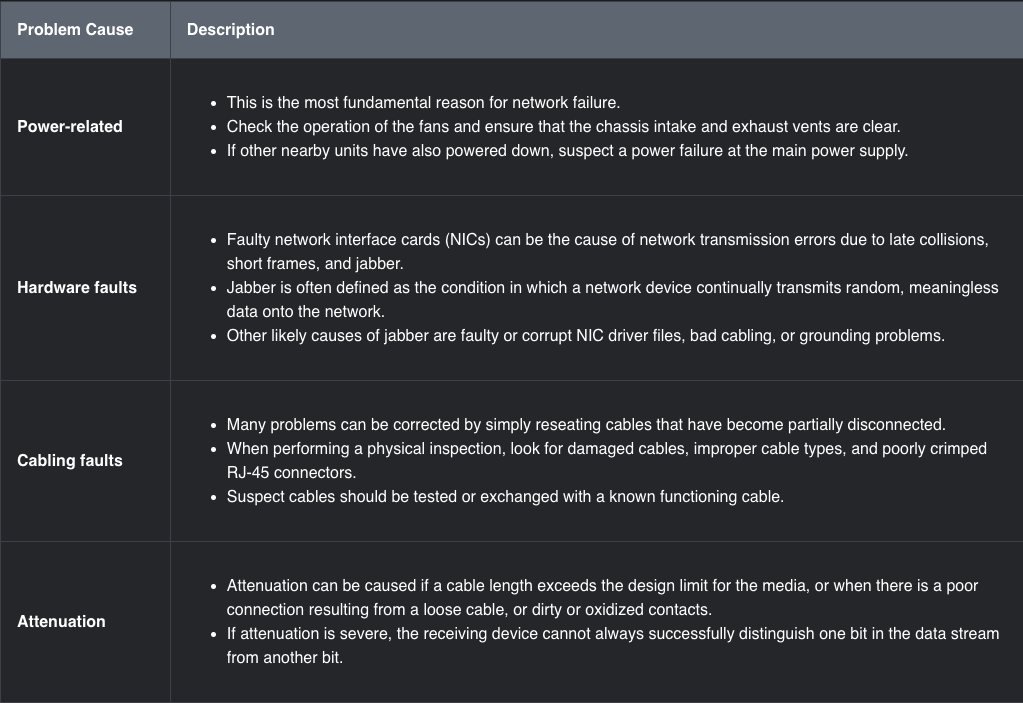 Problem Cause
Description
Power-related
• This is the most fundamental reason for network failure.
• Check the operation of the fans and ensure that the chassis intake and exhaust vents are clear.
• If other nearby units have also powered down, suspect a power failure at the main power supply.
Hardware faults
• Faulty network interface cards (NICs) can be the cause of network transmission errors due to late collisions,
short frames, and jabber.
• Jabber is often defined as the condition in which a network device continually transmits random, meaningless
data onto the network.
• Other likely causes of jabber are faulty or corrupt NIC driver files, bad cabling, or grounding problems.
Cabling faults
• Many problems can be corrected by simply reseating cables that have become partially disconnected.
• When performing a physical inspection, look for damaged cables, improper cable types, and poorly crimped
RJ-45 connectors.
• Suspect cables should be tested or exchanged with a known functioning cable.
Attenuation
• Attenuation can be caused if a cable length exceeds the design limit for the media, or when there is a poor
connection resulting from a loose cable, or dirty or oxidized contacts.
• If attenuation is severe, the receiving device cannot always successfully distinguish one bit in the data stream
from another bit.